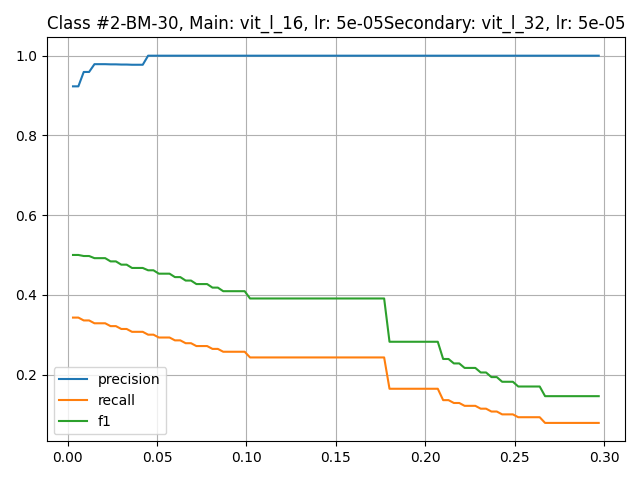 Class #2-BM-30, Main: vit_l_16, lr: 5e-05Secondary: vit_l_32, lr: 5e-05
1.0
0.8
0.6
0.4
0.2
precision
recall
f1
0.00 0.05 0.10 0.15 0.20 0.25 0.30